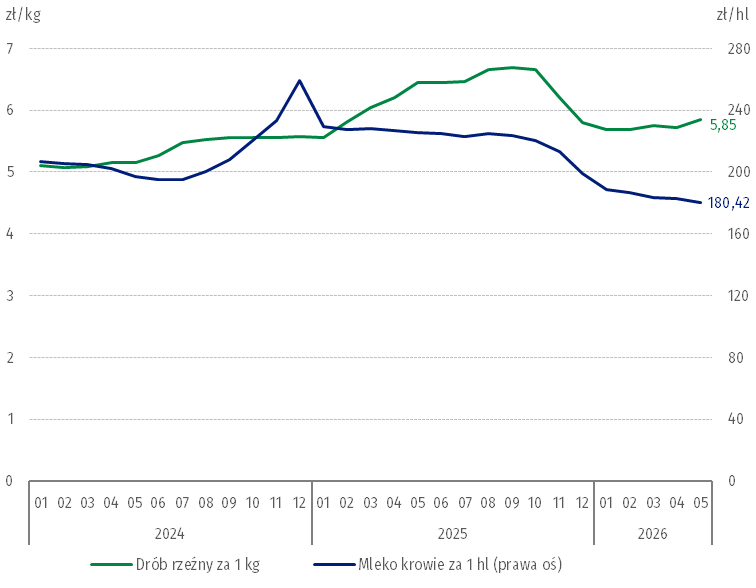 zł/kg zł/hl
7 280
6 240
5,85
5 200
180,42
4 160
3 120
2 80
1 40
0 0
01 02 03 04 05 06 07 08 09 10 11 12 01 02 03 04 05 06 07 08 09 10 11 12 01 02 03 04 05
2024 2025 2026
Drób rzeźny za 1 kg Mleko krowie za 1 hl (prawa oś)